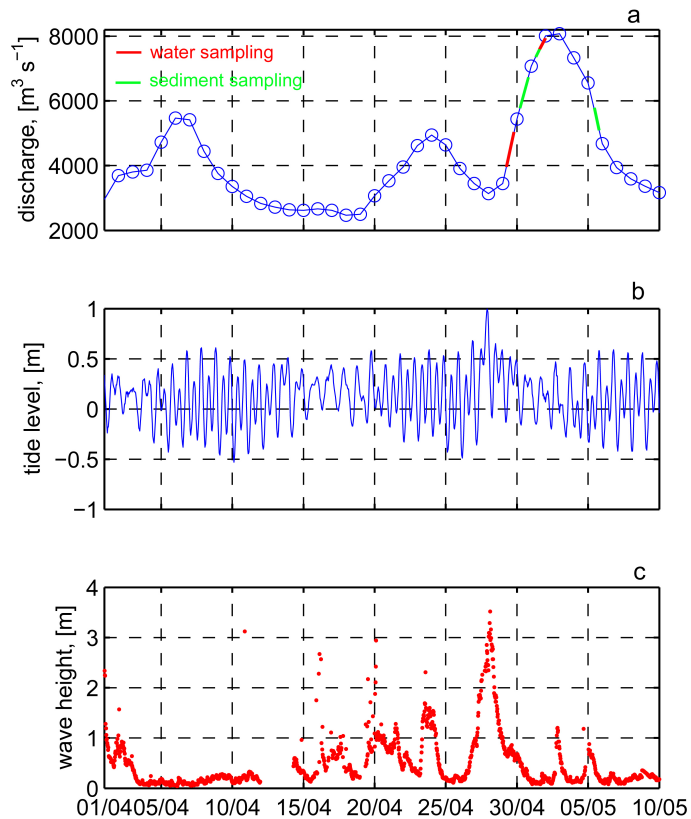 a
8000
6000
4000
2000
discharge, [m³ s⁻¹]
water sampling
sediment sampling
b
1
0.5
0
−0.5
−1
tide level, [m]
c
4
3
2
1
0
wave height, [m]
01/04 05/04 10/04 15/04 20/04 25/04 30/04 05/05 10/05